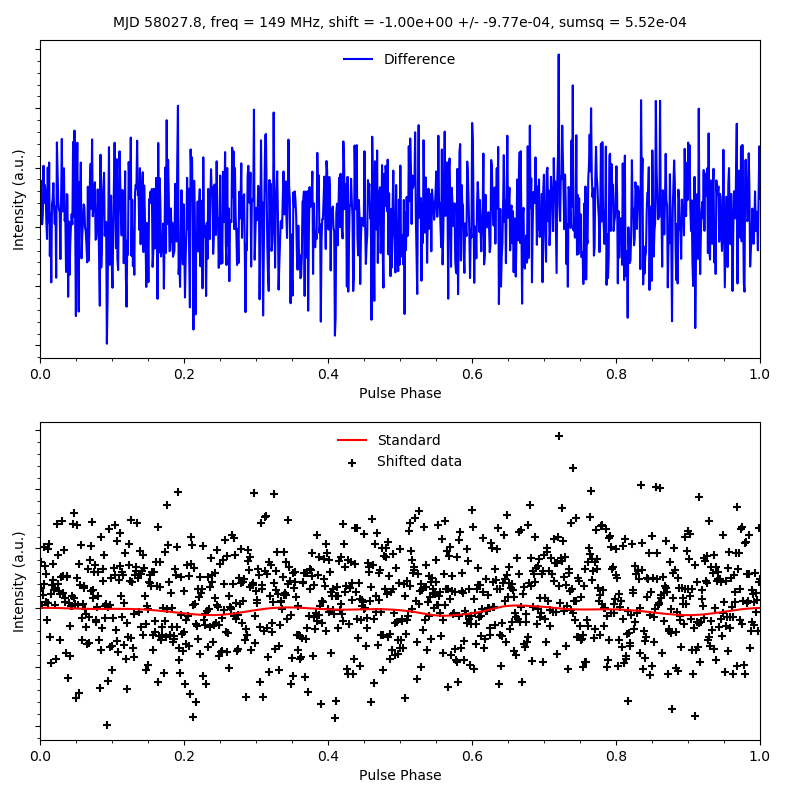 MJD 58027.8, freq = 149 MHz, shift = -1.00e+00 +/- -9.77e-04, sumsq = 5.52e-04
Difference
Intensity (a.u.)
0.0 0.2 0.4 0.6 0.8 1.0
Pulse Phase
Standard
Shifted data
Intensity (a.u.)
0.0 0.2 0.4 0.6 0.8 1.0
Pulse Phase